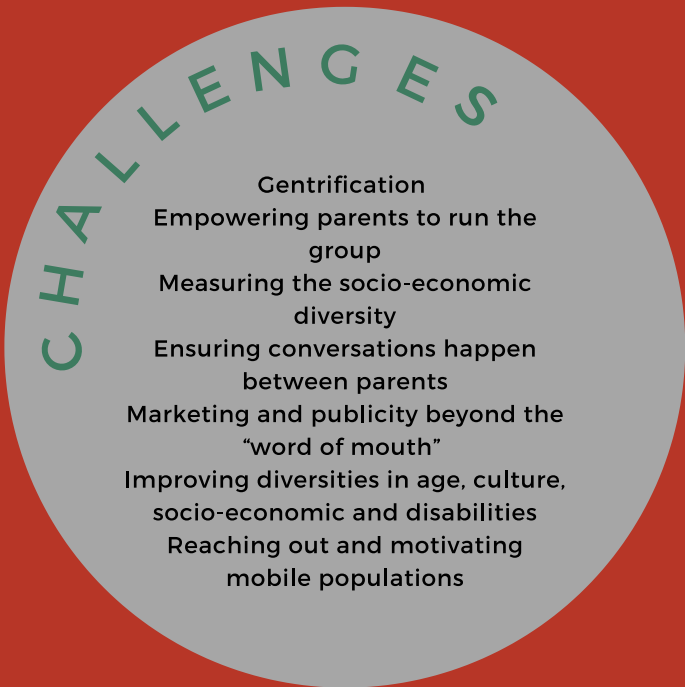 CHALLENGES
Gentrification
Empowering parents to run the
group
Measuring the socio-economic
diversity
Ensuring conversations happen
between parents
Marketing and publicity beyond the
“word of mouth”
Improving diversities in age, culture,
socio-economic and disabilities
Reaching out and motivating
mobile populations